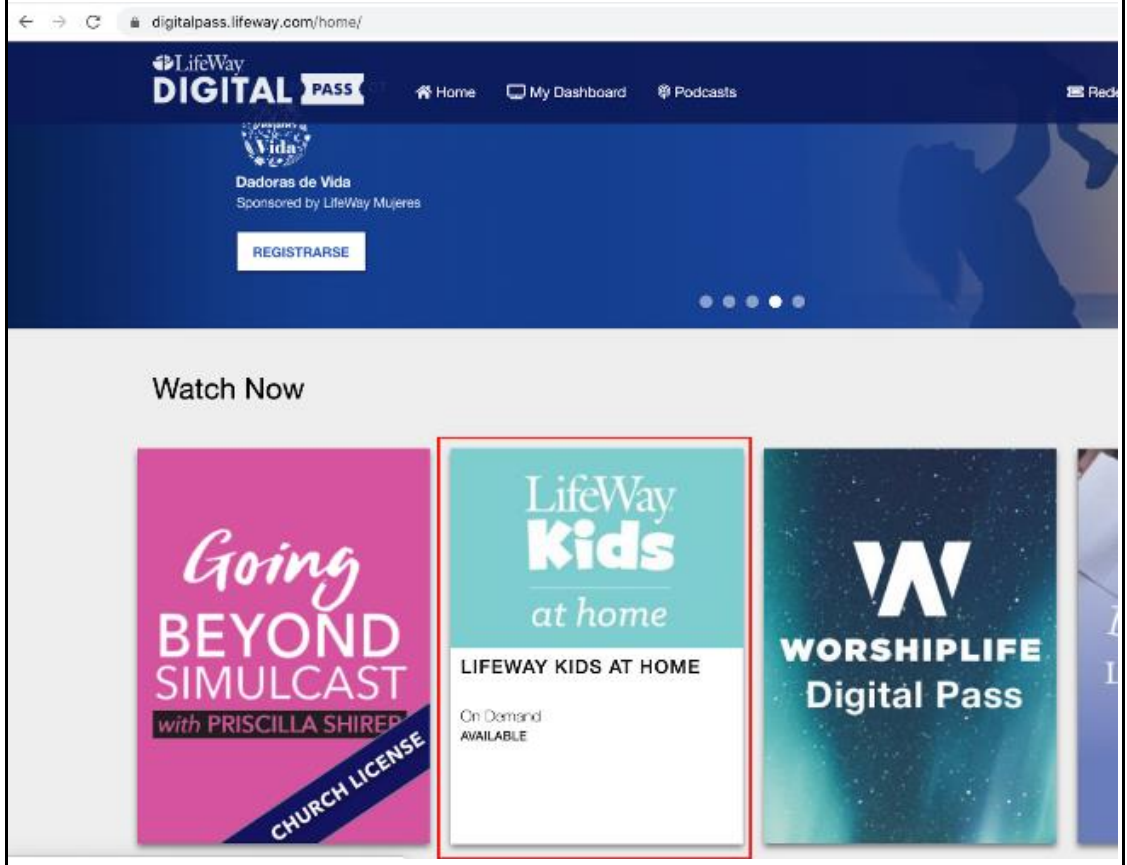 digitalpass.lifeway.com/home/
LifeWay
DIGITAL PASS
Home My Dashboard Podcasts
Vida
Dadoras de Vida
Sponsored by LifeWay Mujeres
REGISTRARSE
Watch Now
Going
BEYOND
SIMULCAST
with PRISCILLA SHIRER
CHURCH LICENSE
LifeWay
Kids
at home
LIFEWAY KIDS AT HOME
On Demand
AVAILABLE
W
WORSHIPLIFE
Digital Pass